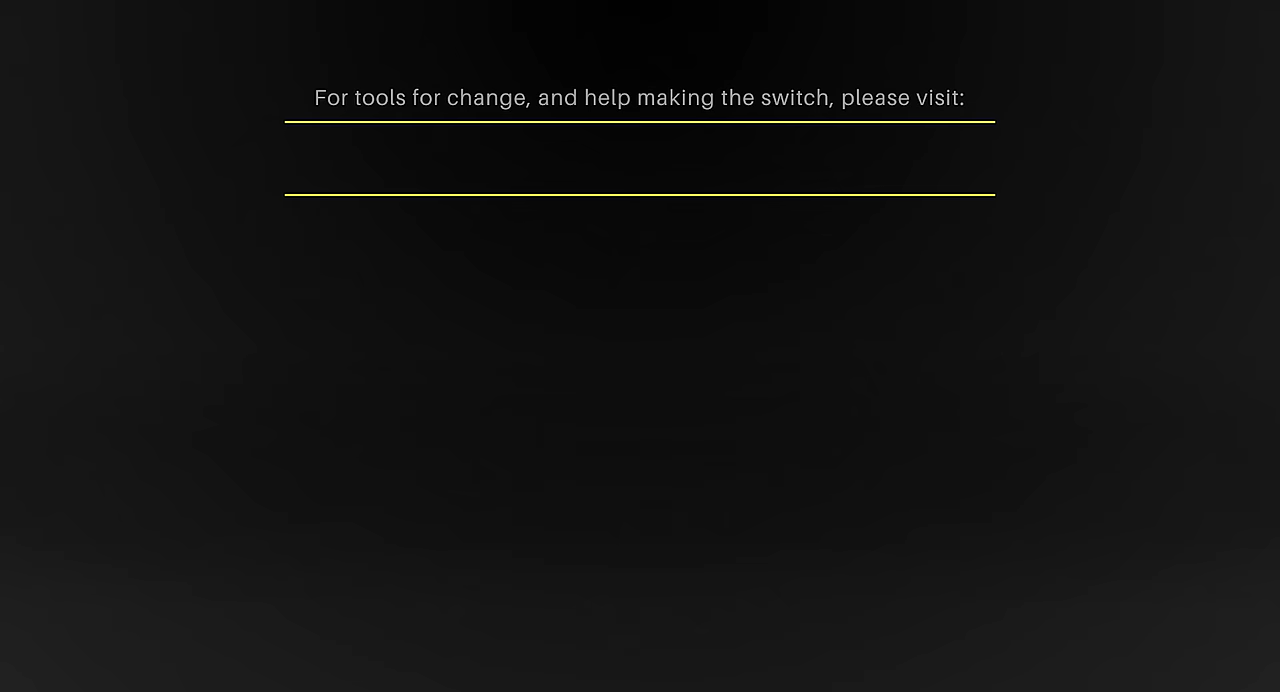 For tools for change, and help making the switch, please visit: